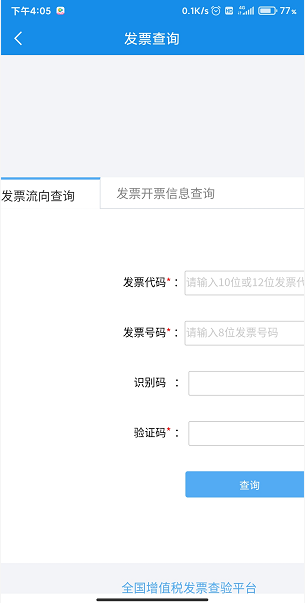 下午4:05 0.1K/s HD 4G 77%
发票查询
发票流向查询 发票开票信息查询
发票代码* : 请输入10位或12位发票代
发票号码* : 请输入8位发票号码
识别码 :
验证码* :
查询
全国增值税发票查验平台